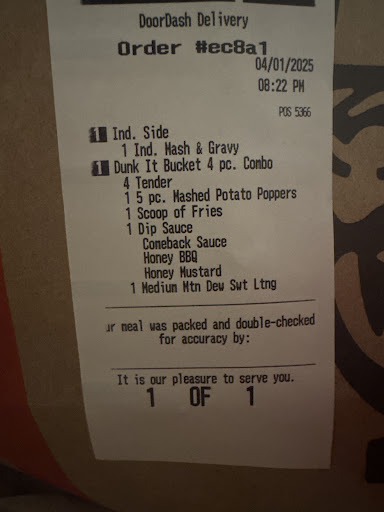 DoorDash Delivery
Order #ec8a1
04/01/2025
08:22 PM
POS 5366
1 Ind. Side
1 Ind. Mash & Gravy
1 Dunk It Bucket 4 pc. Combo
4 Tender
1 5 pc. Mashed Potato Poppers
1 Scoop of Fries
1 Dip Sauce
Comeback Sauce
Honey BBQ
Honey Mustard
1 Medium Mtn Dew Swt Ltng
ur meal was packed and double-checked
for accuracy by:
It is our pleasure to serve you.
1 OF 1